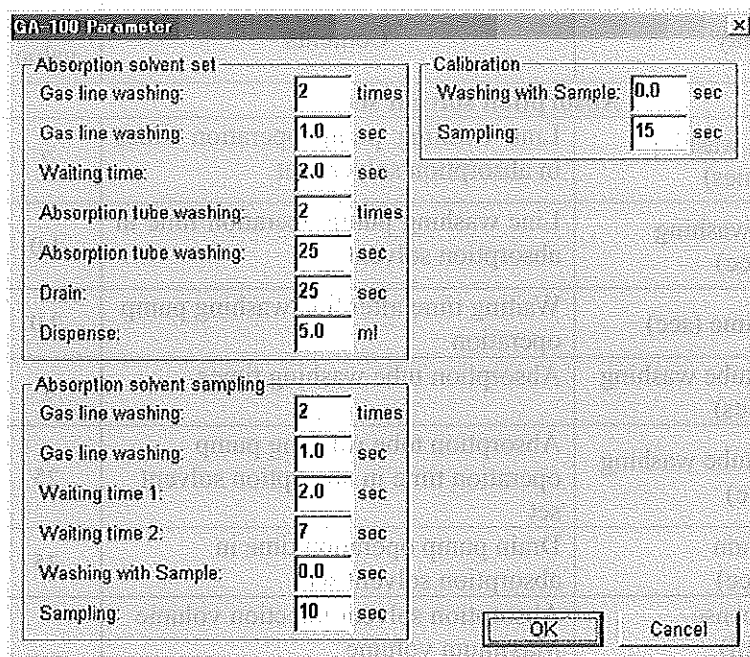 GA-100 Parameter
Absorption solvent set
Gas line washing: 2 times
Gas line washing: 1.0 sec
Waiting time: 2.0 sec
Absorption tube washing: 2 times
Absorption tube washing: 25 sec
Drain: 25 sec
Dispense: 5.0 ml
Absorption solvent sampling
Gas line washing: 2 times
Gas line washing: 1.0 sec
Waiting time 1: 2.0 sec
Waiting time 2: 7 sec
Washing with Sample: 0.0 sec
Sampling: 10 sec
Calibration
Washing with Sample: 0.0 sec
Sampling: 15 sec
OK Cancel